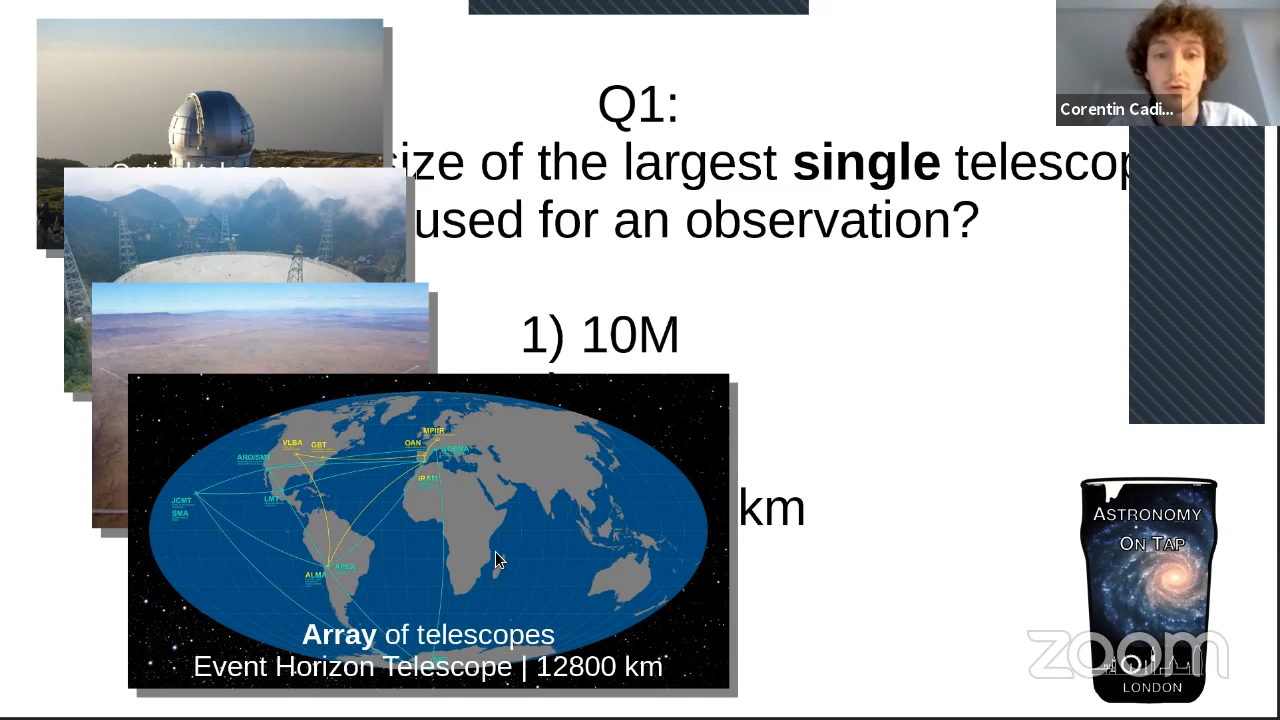 Q1:
size of the largest single telescop
used for an observation?
1) 10M
km
Corentin Cadi...
VLBA
GBT
MPIfR
OAN
NOEMA
ARO/SMT
IRAM
JCMT
SMA
LMT
ALMA
APEX
Array of telescopes
Event Horizon Telescope | 12800 km
ASTRONOMY
ON TAP
LONDON
zoom